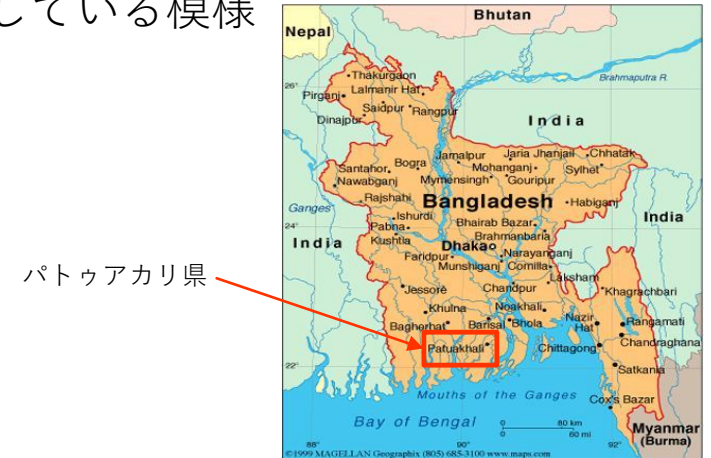 している模様
Bhutan
Nepal
Thakurgaon
Lalmanir Hat
26°
Brahmaputra R.
Pirganj
Saidpur
Rangpur
Dinajpur
India
Jamalpur
Jaria Jhanjail
Chhatak
Santahar
Bogra
Mohanganj
Sylhet
Nawabganj
Mymensingh
Gouripur
Rajshahi
Bangladesh
Habiganj
Ganges
Ishurdi
Bhairab Bazar
India
24°
Pabna
Brahmanbaria
India
Kushtia
Dhaka
Narayanganj
Faridpur
Munshiganj
Comilla
パトゥアカリ県
Laksham
Jessore
Chandpur
Khagrachbari
Khulna
Noakhali
Nazir
Hat
Bagherhat
Barisal
Bhola
Rangamati
Patuakhali
Chittagong
Chandraghana
22°
Satkania
Mouths of the Ganges
Cox's Bazar
Bay of Bengal
0 80 km
0 60 mi
Myanmar
(Burma)
88° 90° 92°
©1999 MAGELLAN Geographix (805) 685-3100 www.maps.com